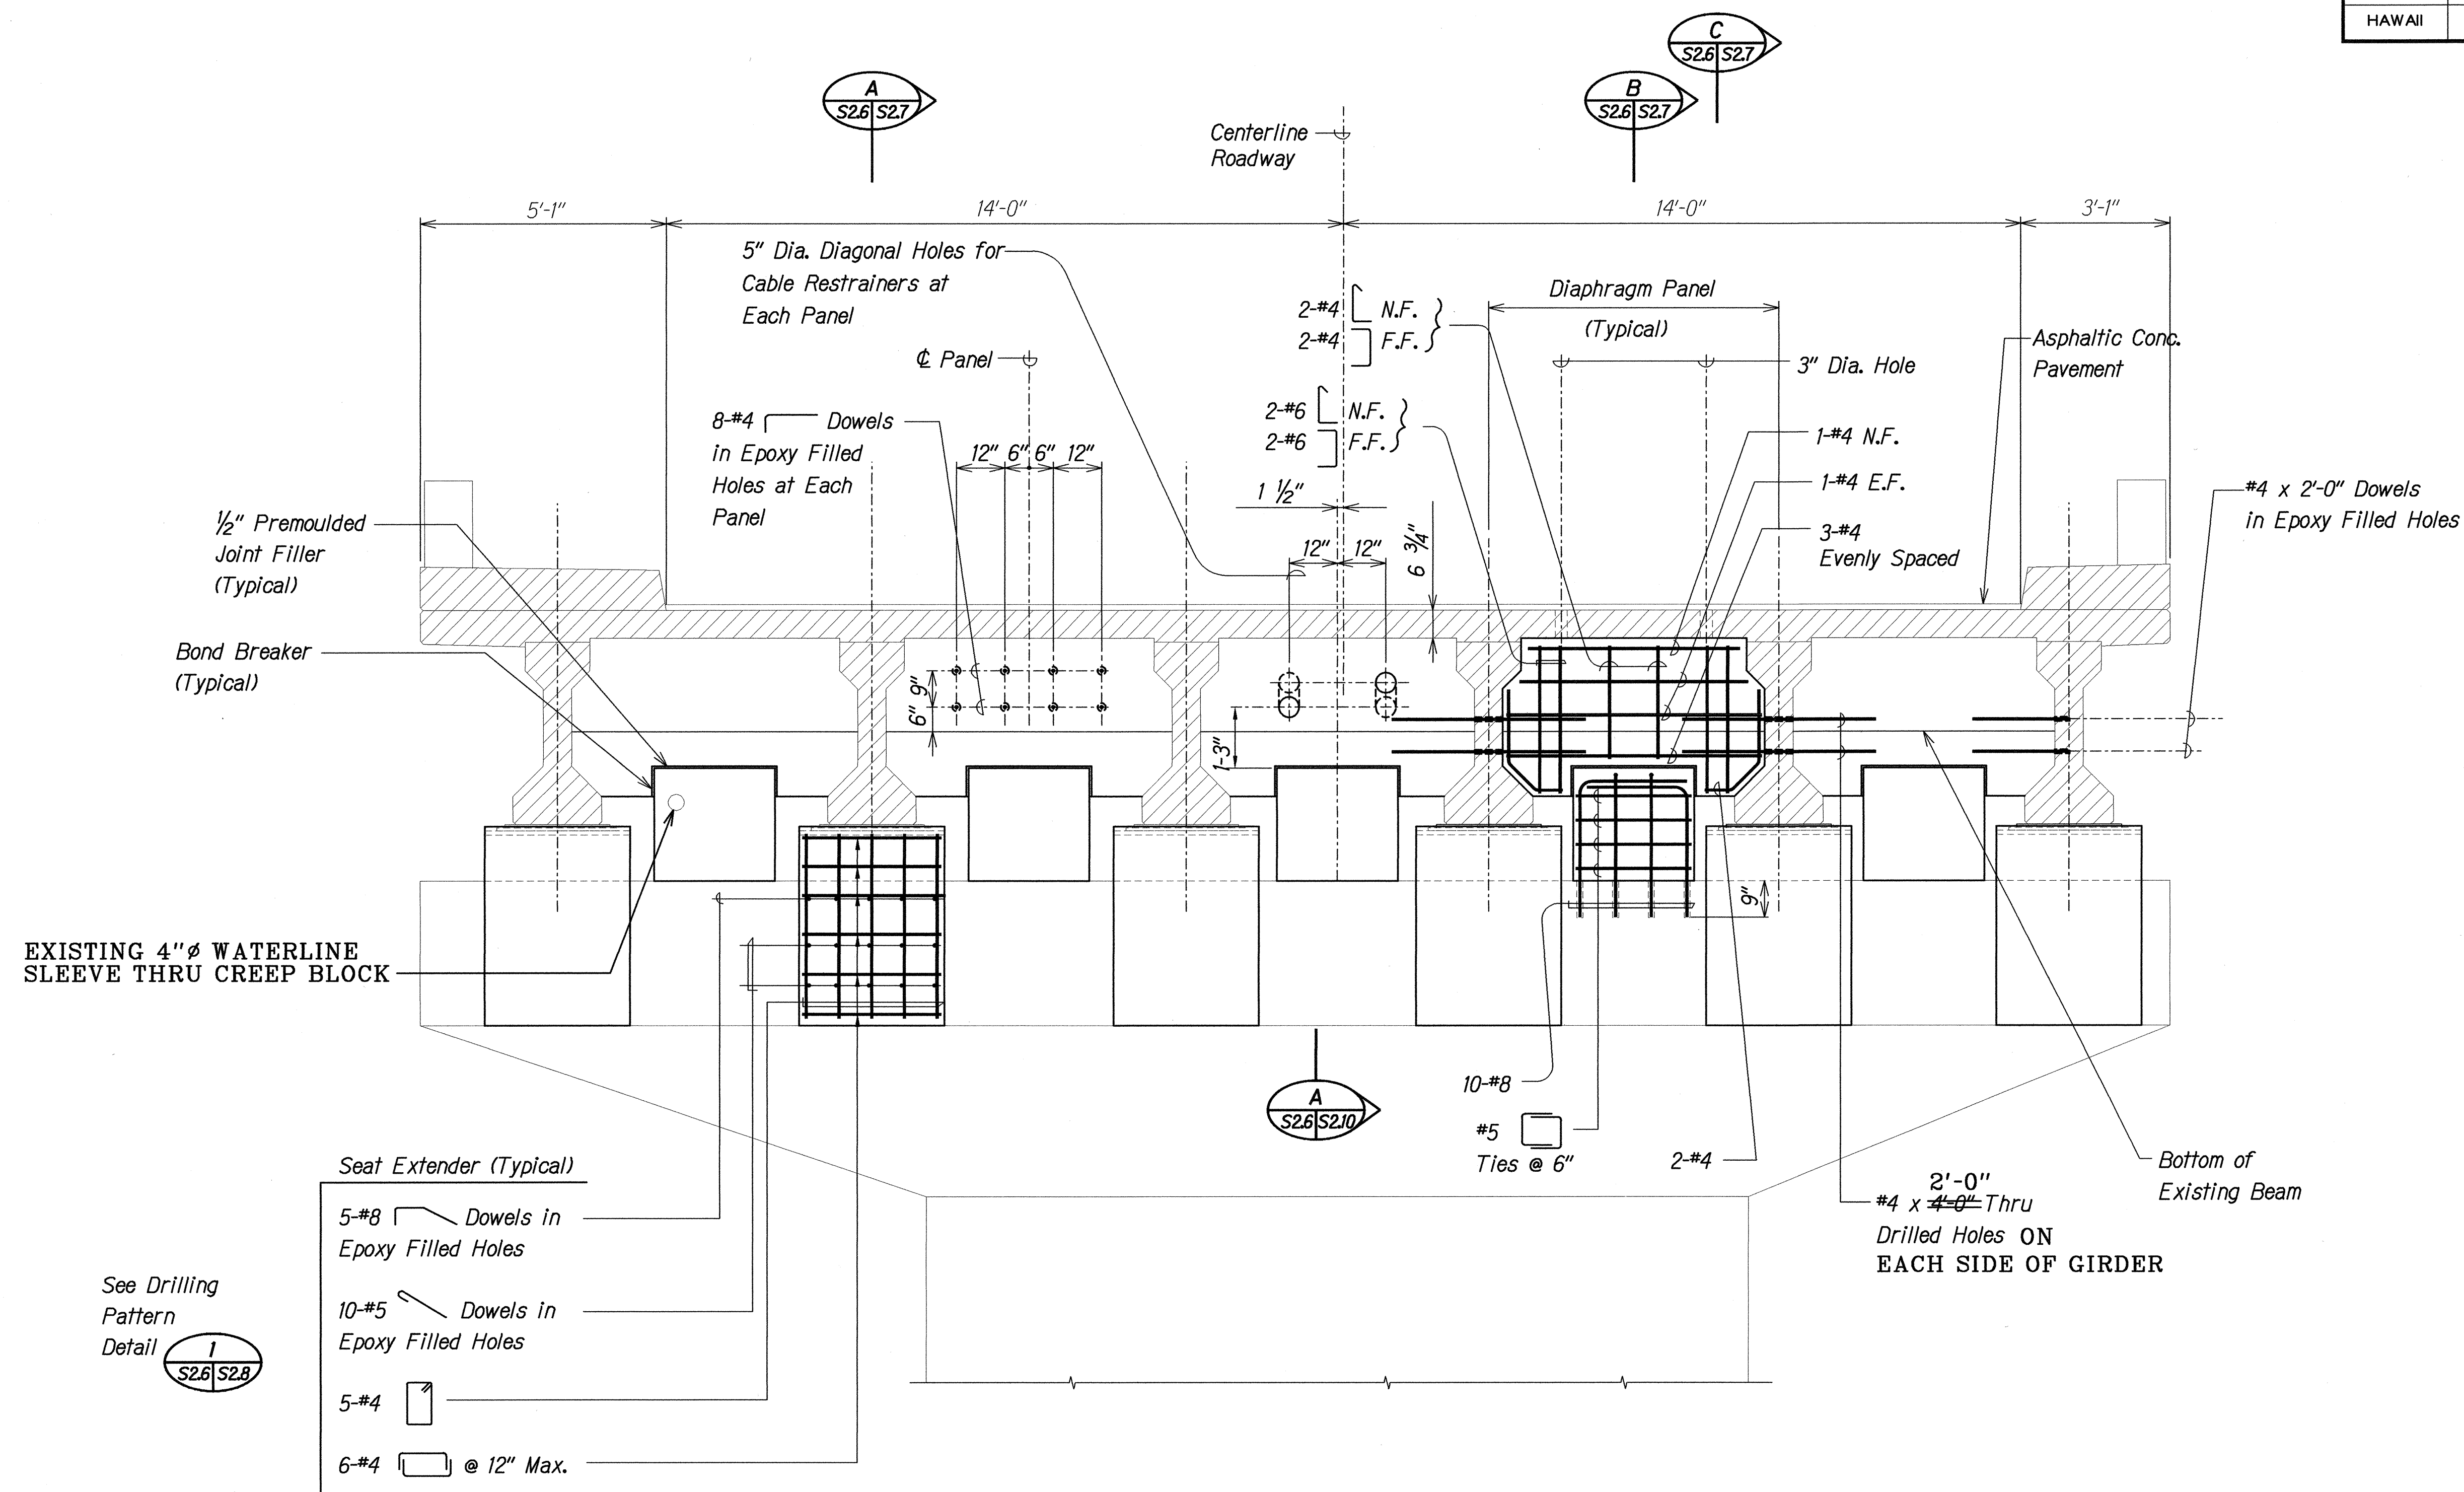 HAWAII
C
S2.6 S2.7
A
S2.6 S2.7
B
S2.6 S2.7
Centerline
Roadway
5'-1"
14'-0"
14'-0"
3'-1"
5" Dia. Diagonal Holes for
Cable Restrainers at
Each Panel
2-#4 N.F.
2-#4 F.F.
Diaphragm Panel
(Typical)
Asphaltic Conc.
Pavement
℄ Panel
3" Dia. Hole
8-#4 Dowels
in Epoxy Filled
Holes at Each
Panel
12" 6" 6" 12"
2-#6 N.F.
2-#6 F.F.
1-#4 N.F.
1-#4 E.F.
3-#4
Evenly Spaced
#4 x 2'-0" Dowels
in Epoxy Filled Holes
1 ½"
12" 12"
6 ¾"
½" Premoulded
Joint Filler
(Typical)
Bond Breaker
(Typical)
9"
6"
1'-3"
9"
EXISTING 4"ø WATERLINE
SLEEVE THRU CREEP BLOCK
A
S2.6 S2.10
10-#8
#5
Ties @ 6"
2-#4
2'-0"
#4 x 4'-0" Thru
Drilled Holes ON
EACH SIDE OF GIRDER
Bottom of
Existing Beam
Seat Extender (Typical)
5-#8 Dowels in
Epoxy Filled Holes
10-#5 Dowels in
Epoxy Filled Holes
5-#4
6-#4 @ 12" Max.
See Drilling
Pattern
Detail
1
S2.6 S2.8